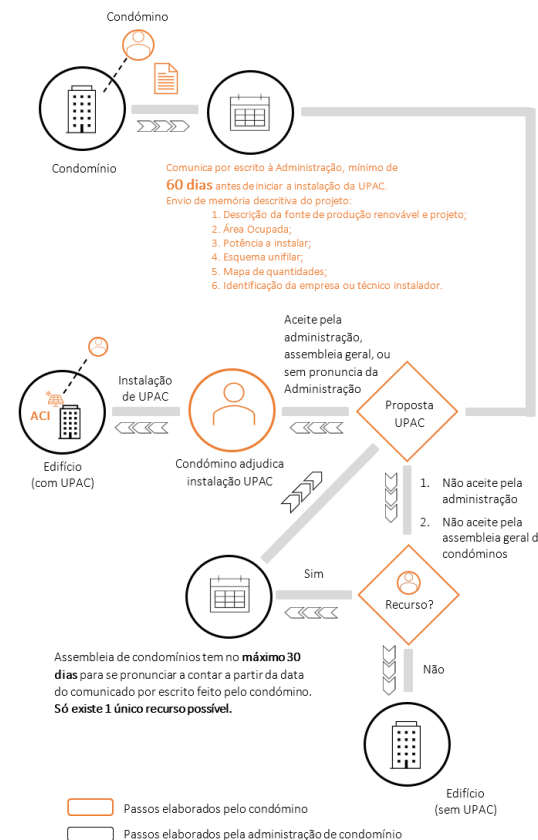 Condómino
Condomínio
Comunica por escrito à Administração, mínimo de
60 dias antes de iniciar a instalação da UPAC.
Envio de memória descritiva do projeto:
1. Descrição da fonte de produção renovável e projeto;
2. Área Ocupada;
3. Potência a instalar;
4. Esquema unifilar;
5. Mapa de quantidades;
6. Identificação da empresa ou técnico instalador.
Aceite pela
administração,
assembleia geral, ou
sem pronuncia da
Administração
Instalação
de UPAC
Proposta
UPAC
ACI
Edifício
(com UPAC)
Condómino adjudica
instalação UPAC
1. Não aceite pela
administração
2. Não aceite pela
assembleia geral d
condóminos
Sim
Recurso?
Assembleia de condomínios tem no máximo 30
dias para se pronunciar a contar a partir da data
do comunicado por escrito feito pelo condómino.
Só existe 1 único recurso possível.
Não
Edifício
(sem UPAC)
Passos elaborados pelo condómino
Passos elaborados pela administração de condomínio